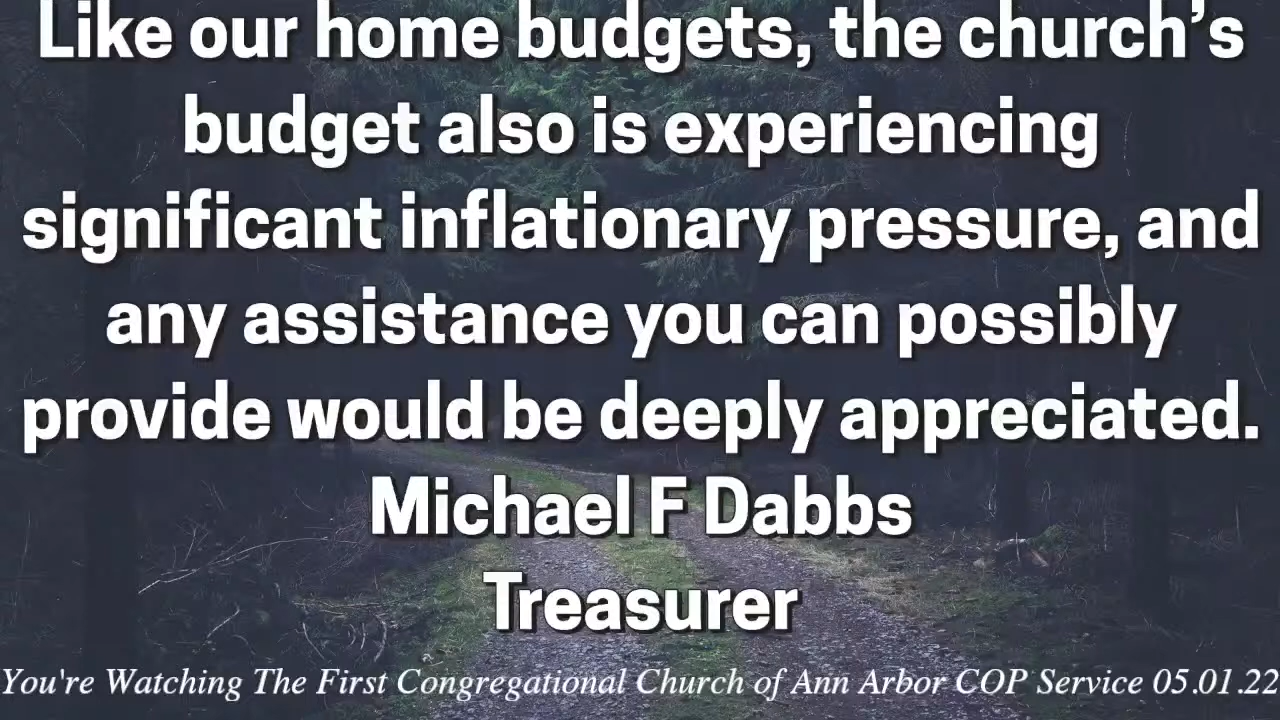 Like our home budgets, the church’s
budget also is experiencing
significant inflationary pressure, and
any assistance you can possibly
provide would be deeply appreciated.
Michael F Dabbs
Treasurer
You're Watching The First Congregational Church of Ann Arbor COP Service 05.01.22